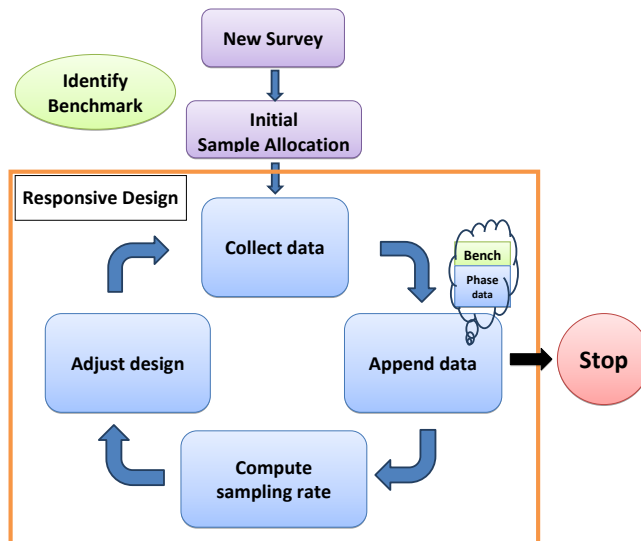 New Survey
Identify
Benchmark
Initial
Sample Allocation
Responsive Design
Collect data
Bench
Phase
data
Adjust design
Append data
Stop
Compute
sampling rate